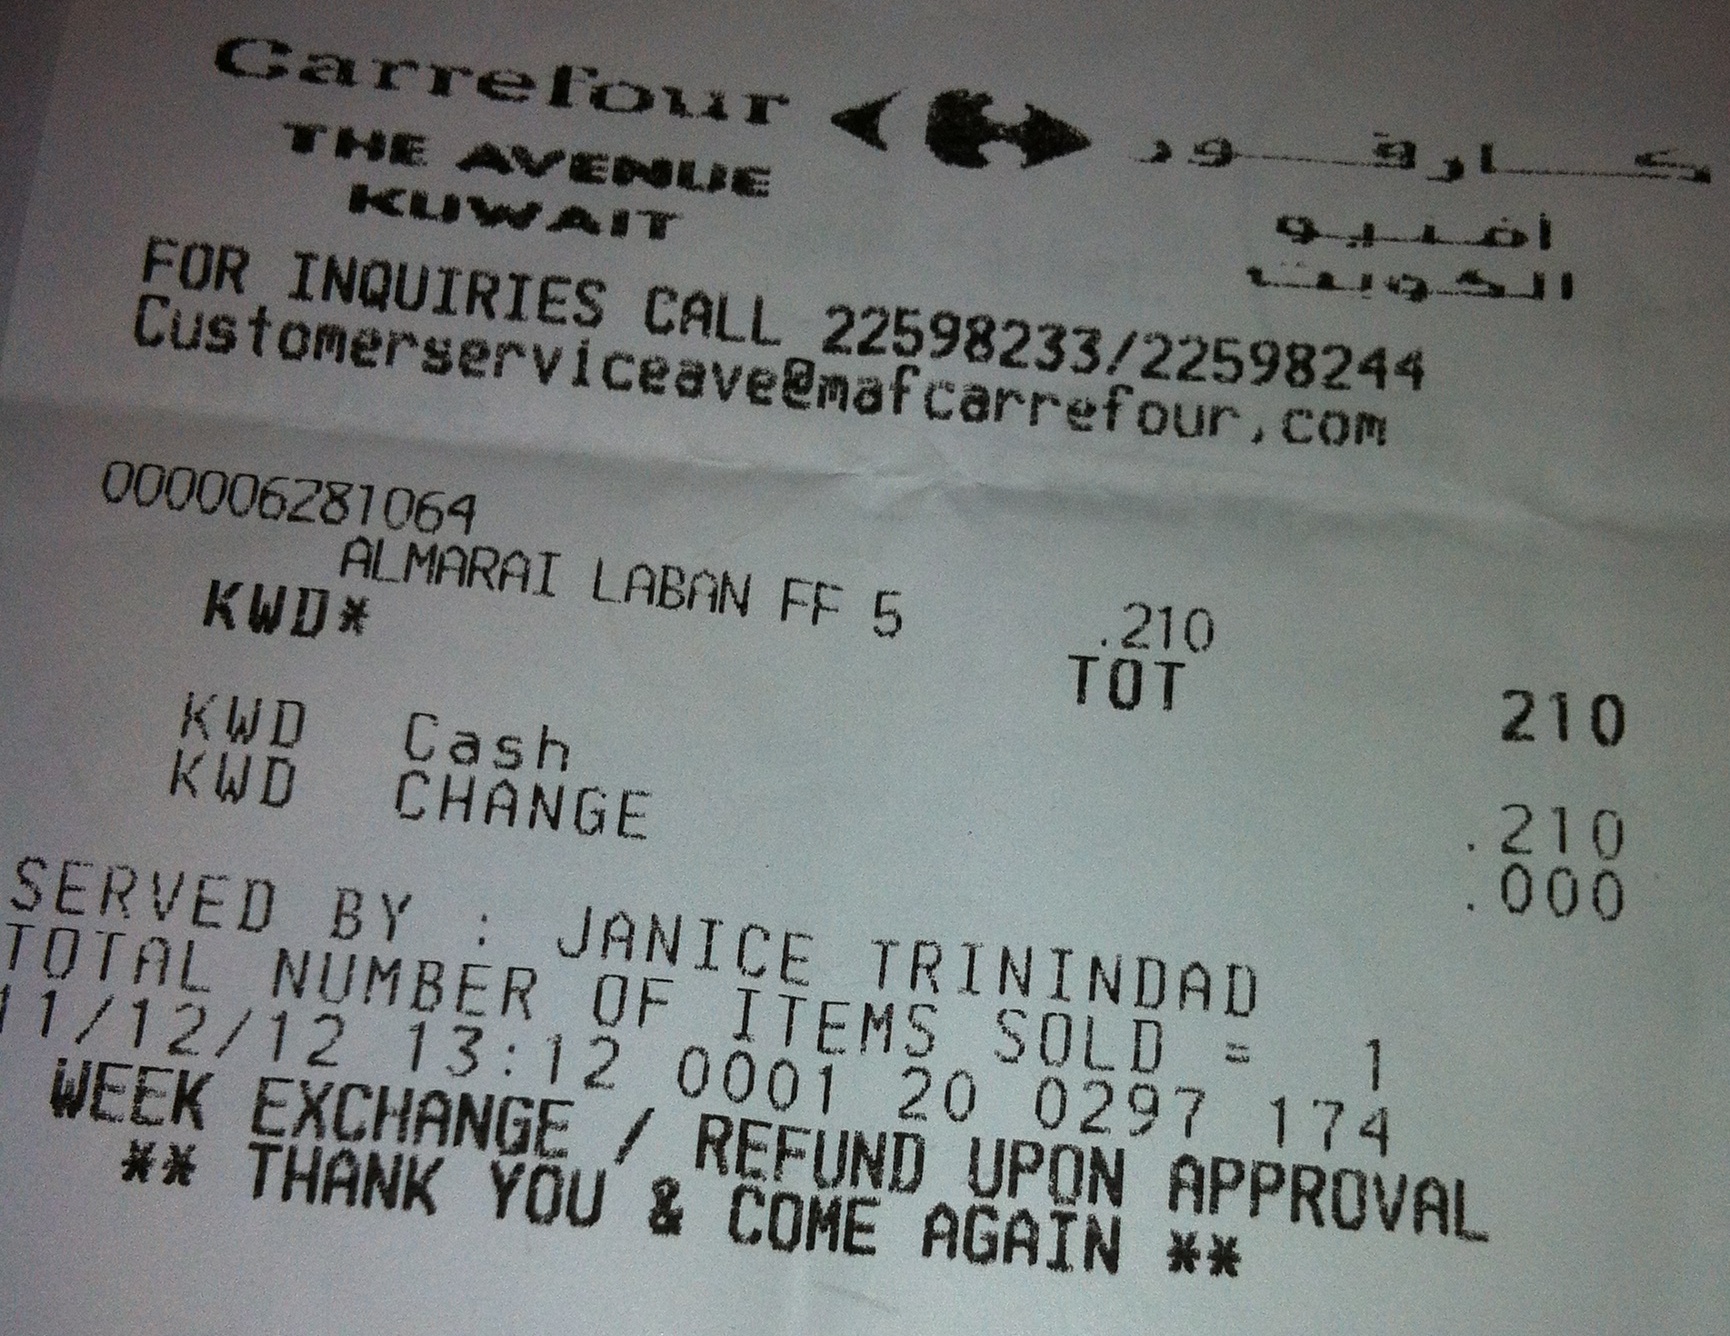 Carrefour كارفور
THE AVENUE أفنيو
KUWAIT الكويت
FOR INQUIRIES CALL 22598233/22598244
Customerserviceave@mafcarrefour.com
000006281064
ALMARAI LABAN FF 5 .210
KWD* TOT 210
KWD Cash .210
KWD CHANGE .000
SERVED BY : JANICE TRININDAD
TOTAL NUMBER OF ITEMS SOLD = 1
11/12/12 13:12 0001 20 0297 174
WEEK EXCHANGE / REFUND UPON APPROVAL
** THANK YOU & COME AGAIN **